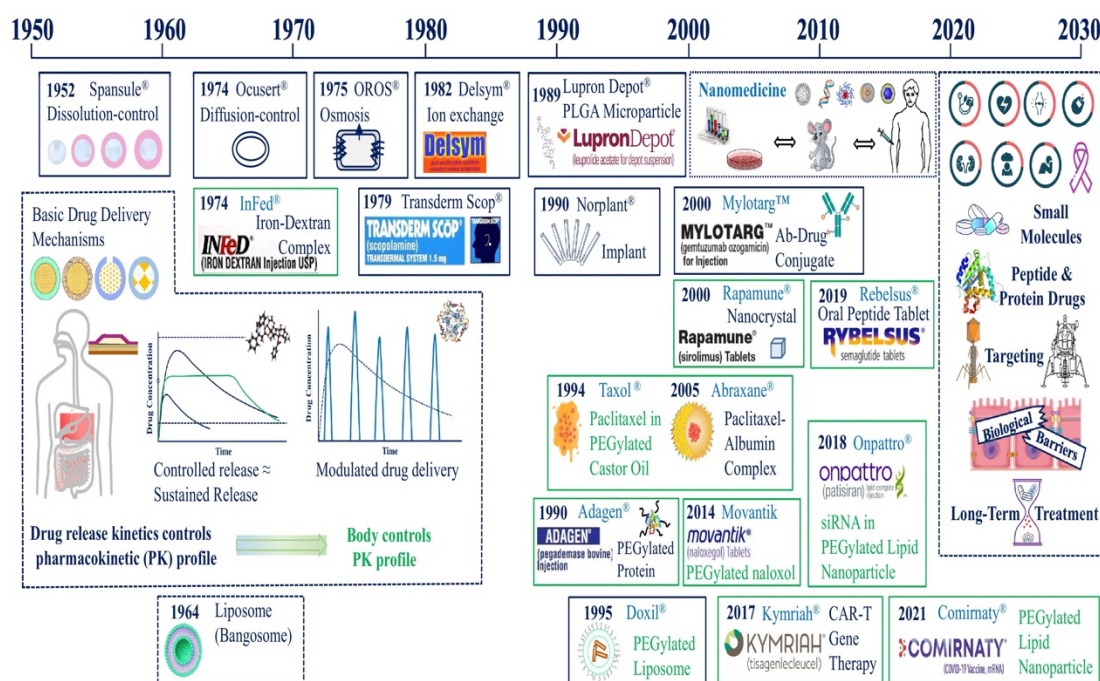 1950 1960 1970 1980 1990 2000 2010 2020 2030
1952 Spansule®
Dissolution-control
1974 Ocusert®
Diffusion-control
1975 OROS®
Osmosis
1982 Delsym®
Ion exchange
Delsym
1989 Lupron Depot®
PLGA Microparticle
LupronDepot®
(leuprolide acetate for depot suspension)
Nanomedicine
Basic Drug Delivery
Mechanisms
1974 InFed®
Iron-Dextran
Complex
INFeD®
(IRON DEXTRAN Injection USP)
1979 Transderm Scop®
TRANSDERM SCŌP®
(scopolamine)
TRANSDERMAL SYSTEM 1.5 mg
1990 Norplant®
Implant
2000 Mylotarg™
MYLOTARG™
(gemtuzumab ozogamicin)
for Injection
Ab-Drug
Conjugate
2000 Rapamune®
Nanocrystal
Rapamune®
(sirolimus) Tablets
2019 Rebelsus®
Oral Peptide Tablet
RYBELSUS®
semaglutide tablets
Small
Molecules
Peptide &
Protein Drugs
Targeting
Biological
Barriers
Long-Term Treatment
Drug Concentration
Time
Controlled release ≈
Sustained Release
Drug Concentration
Time
Modulated drug delivery
Drug release kinetics controls
pharmacokinetic (PK) profile
Body controls
PK profile
1994 Taxol ®
Paclitaxel in
PEGylated
Castor Oil
2005 Abraxane®
Paclitaxel-
Albumin
Complex
2018 Onpattro®
onpattro
(patisiran) lipid complex injection
siRNA in
PEGylated Lipid
Nanoparticle
1990 Adagen®
ADAGEN®
(pegademase bovine)
Injection
PEGylated
Protein
2014 Movantik
movantik®
(naloxegol) Tablets
PEGylated naloxol
1964 Liposome
(Bangosome)
1995 Doxil®
PEGylated
Liposome
2017 Kymriah®
KYMRIAH®
(tisagenlecleucel)
CAR-T
Gene
Therapy
2021 Comirnaty®
COMIRNATY®
(COVID-19 Vaccine, mRNA)
PEGylated
Lipid
Nanoparticle